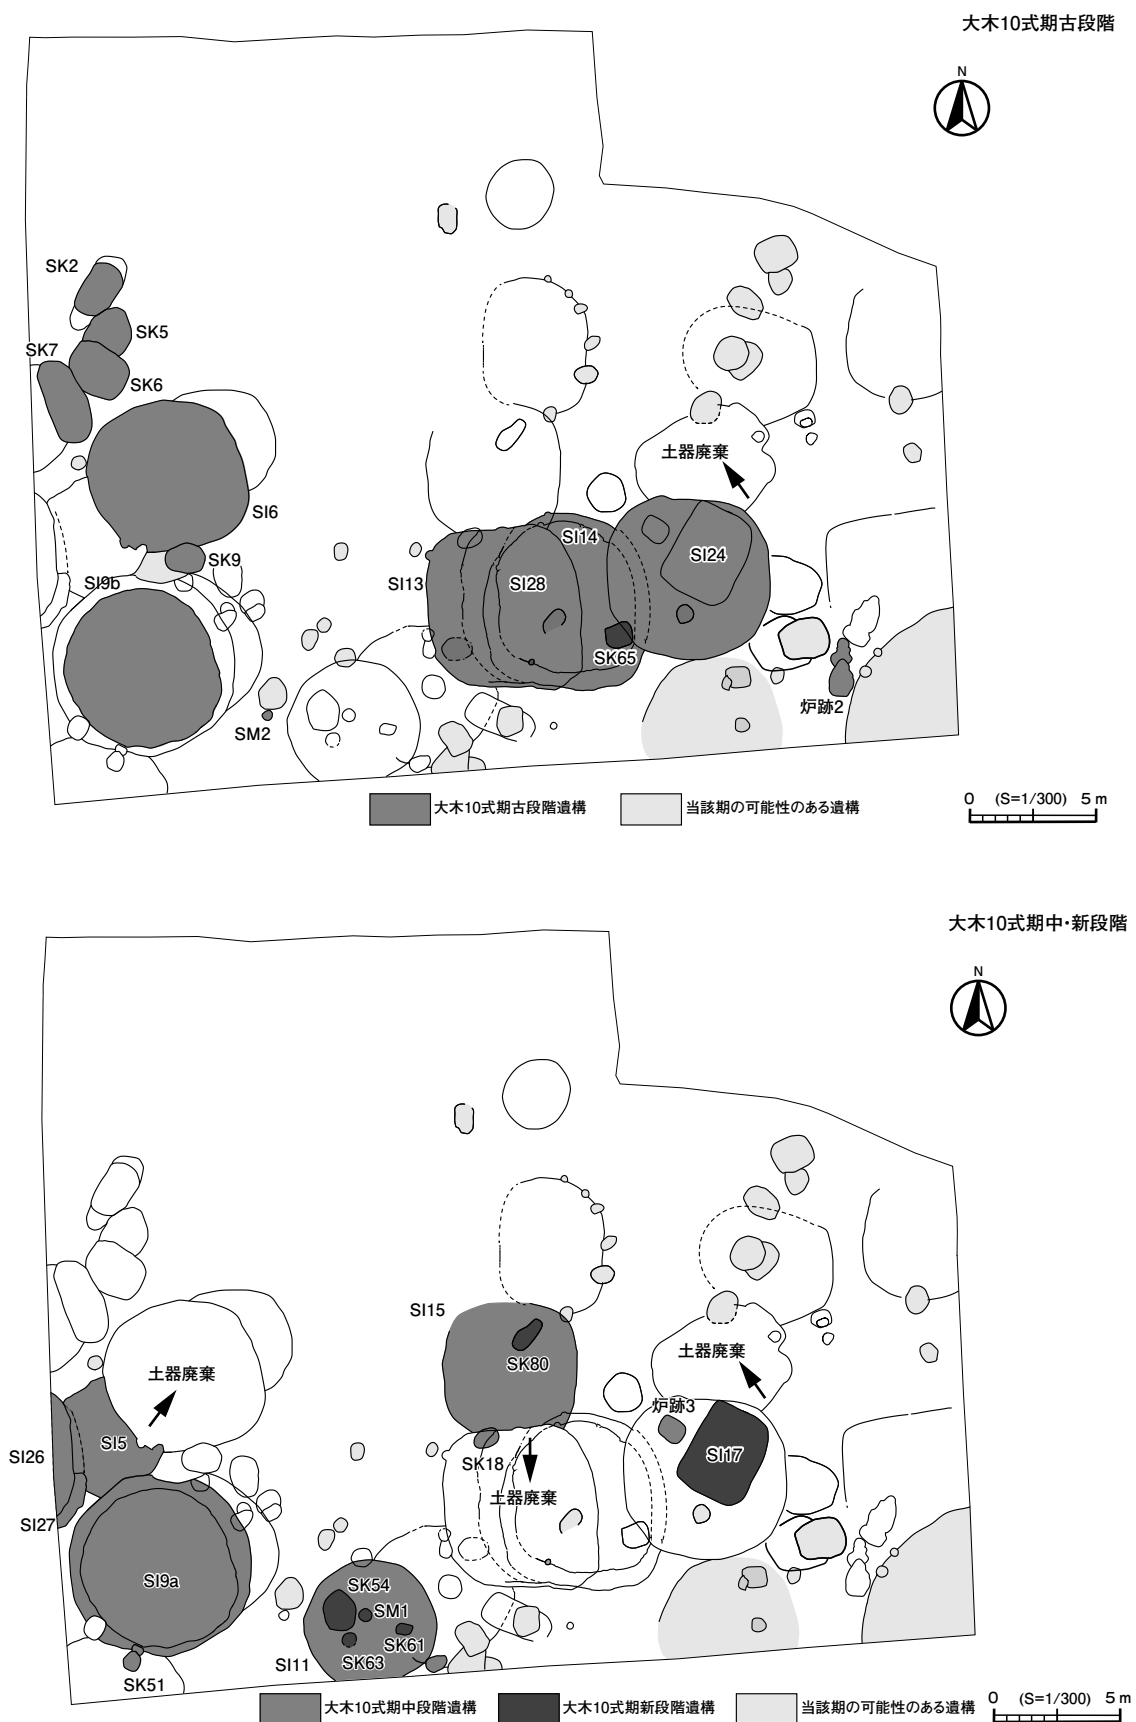 大木10式期古段階
N
SK2
SK5
SK7
SK6
土器廃棄
SI6
SI14
SI24
SK9
SI9b
SI13
SI28
SK65
炉跡2
SM2
大木10式期古段階遺構
当該期の可能性のある遺構
0 (S=1/300) 5 m
大木10式期中・新段階
N
SI15
SK80
土器廃棄
土器廃棄
炉跡3
SI5
SI26
SI17
SK18
土器廃棄
SI27
SI9a
SK54
SM1
SK61
SK63
SI11
SK51
大木10式期中段階遺構
大木10式期新段階遺構
当該期の可能性のある遺構
0 (S=1/300) 5 m